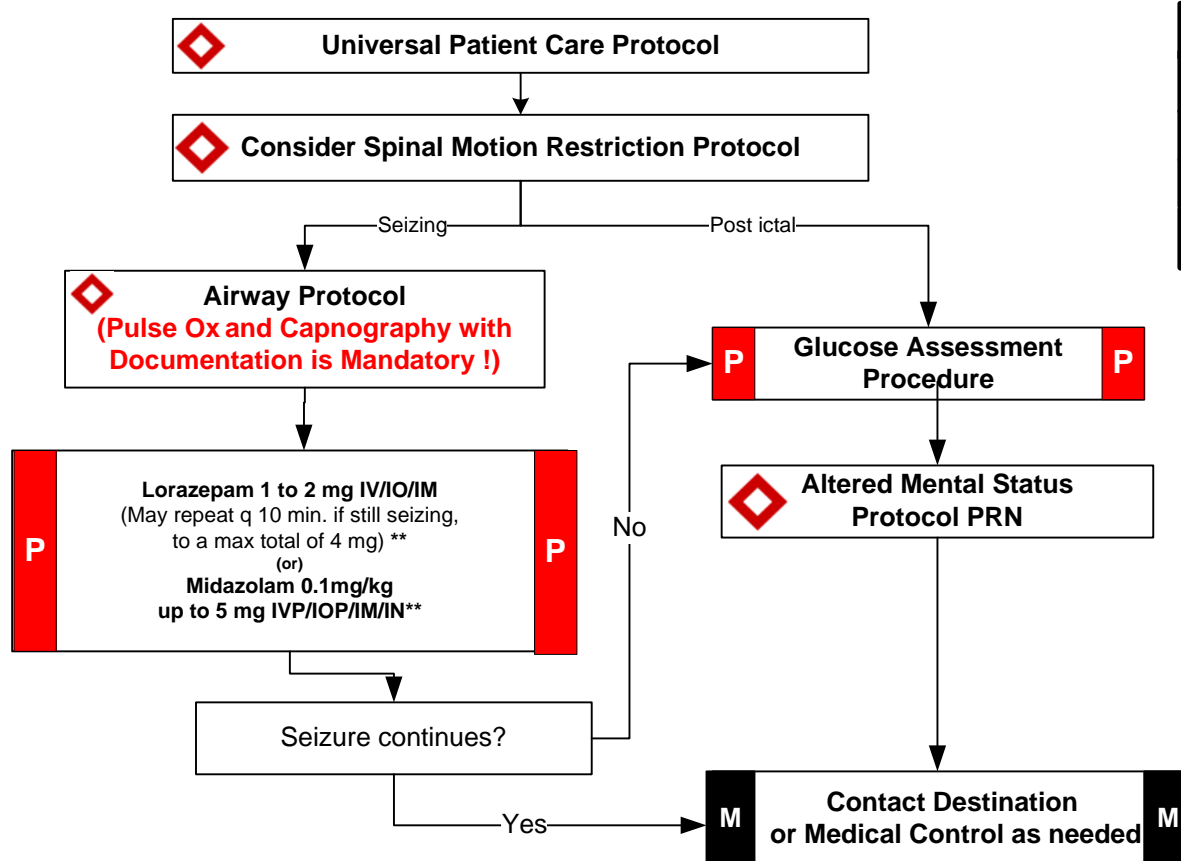 Universal Patient Care Protocol
Consider Spinal Motion Restriction Protocol
Seizing
Post ictal
Airway Protocol
(Pulse Ox and Capnography with
Documentation is Mandatory !)
P
Glucose Assessment
Procedure
P
P
Lorazepam 1 to 2 mg IV/IO/IM
(May repeat q 10 min. if still seizing,
to a max total of 4 mg) **
(or)
Midazolam 0.1mg/kg
up to 5 mg IVP/IOP/IM/IN**
P
No
Altered Mental Status
Protocol PRN
Seizure continues?
Yes
M
Contact Destination
or Medical Control as needed
M